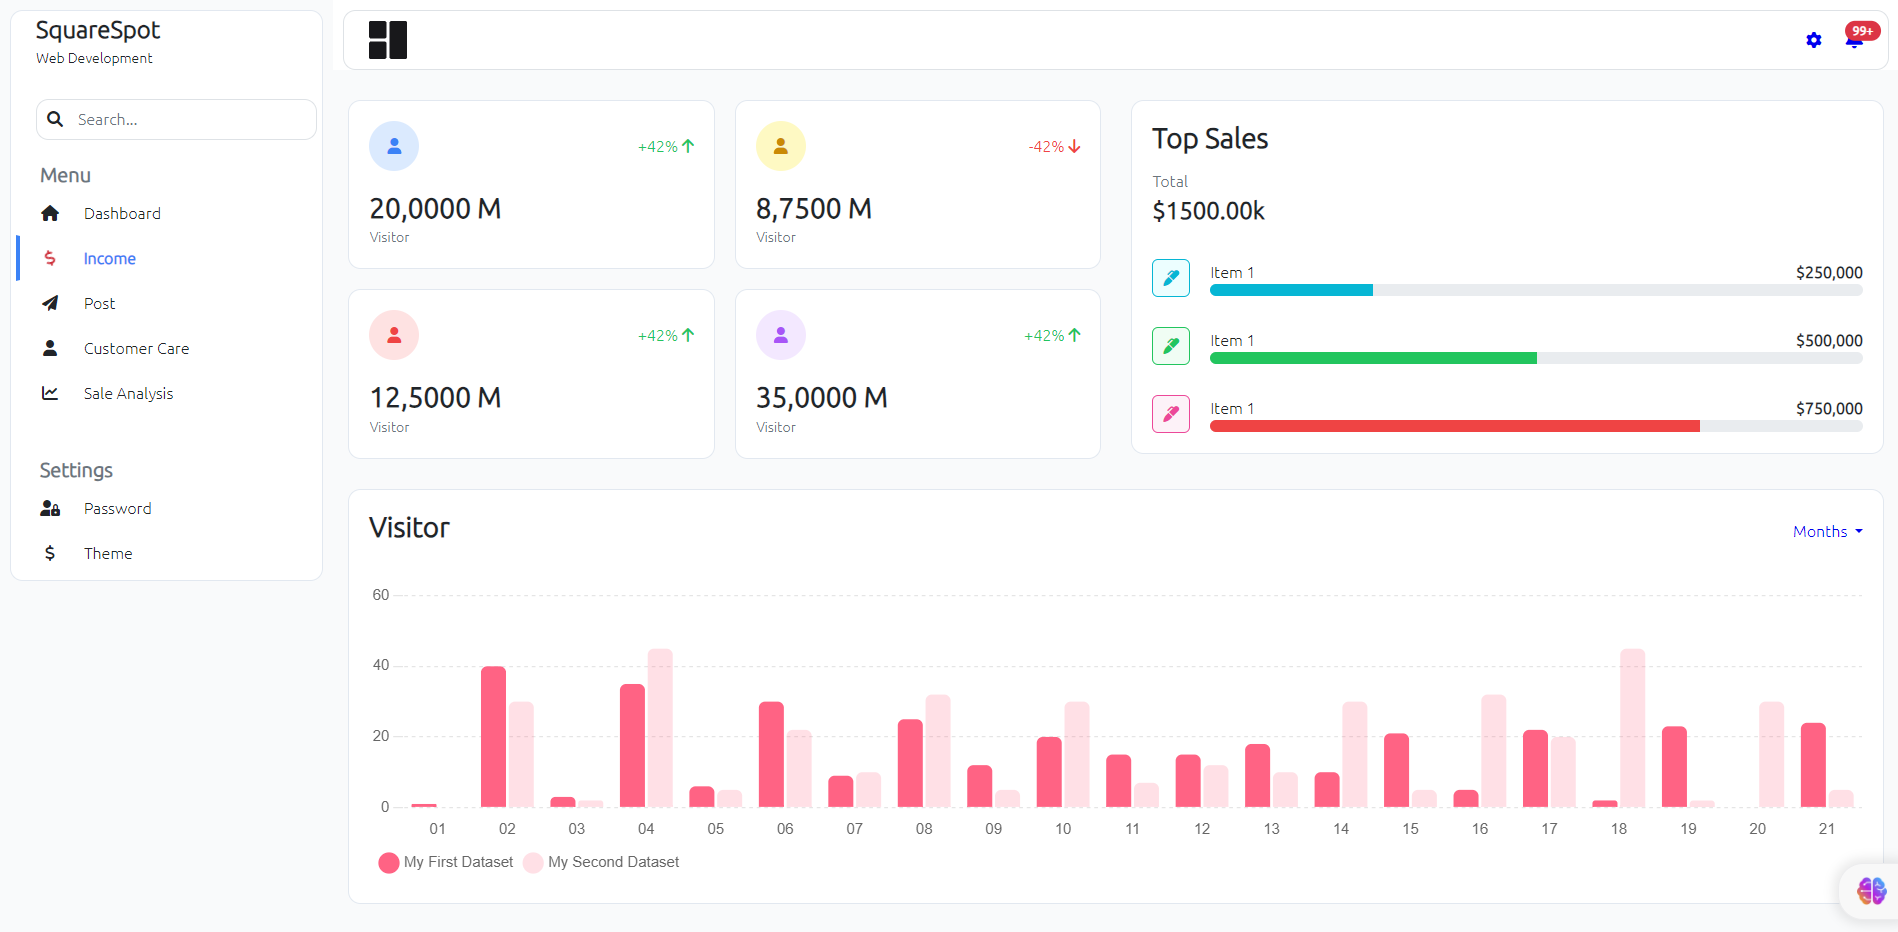 SquareSpot
Web Development
Search...
Menu
Dashboard
Income
Post
Customer Care
Sale Analysis
Settings
Password
Theme
99+
+42%
20,0000 M
Visitor
-42%
8,7500 M
Visitor
+42%
12,5000 M
Visitor
+42%
35,0000 M
Visitor
Top Sales
Total
$1500.00k
Item 1 $250,000
Item 1 $500,000
Item 1 $750,000
Visitor
Months
60
40
20
0
01 02 03 04 05 06 07 08 09 10 11 12 13 14 15 16 17 18 19 20 21
My First Dataset My Second Dataset